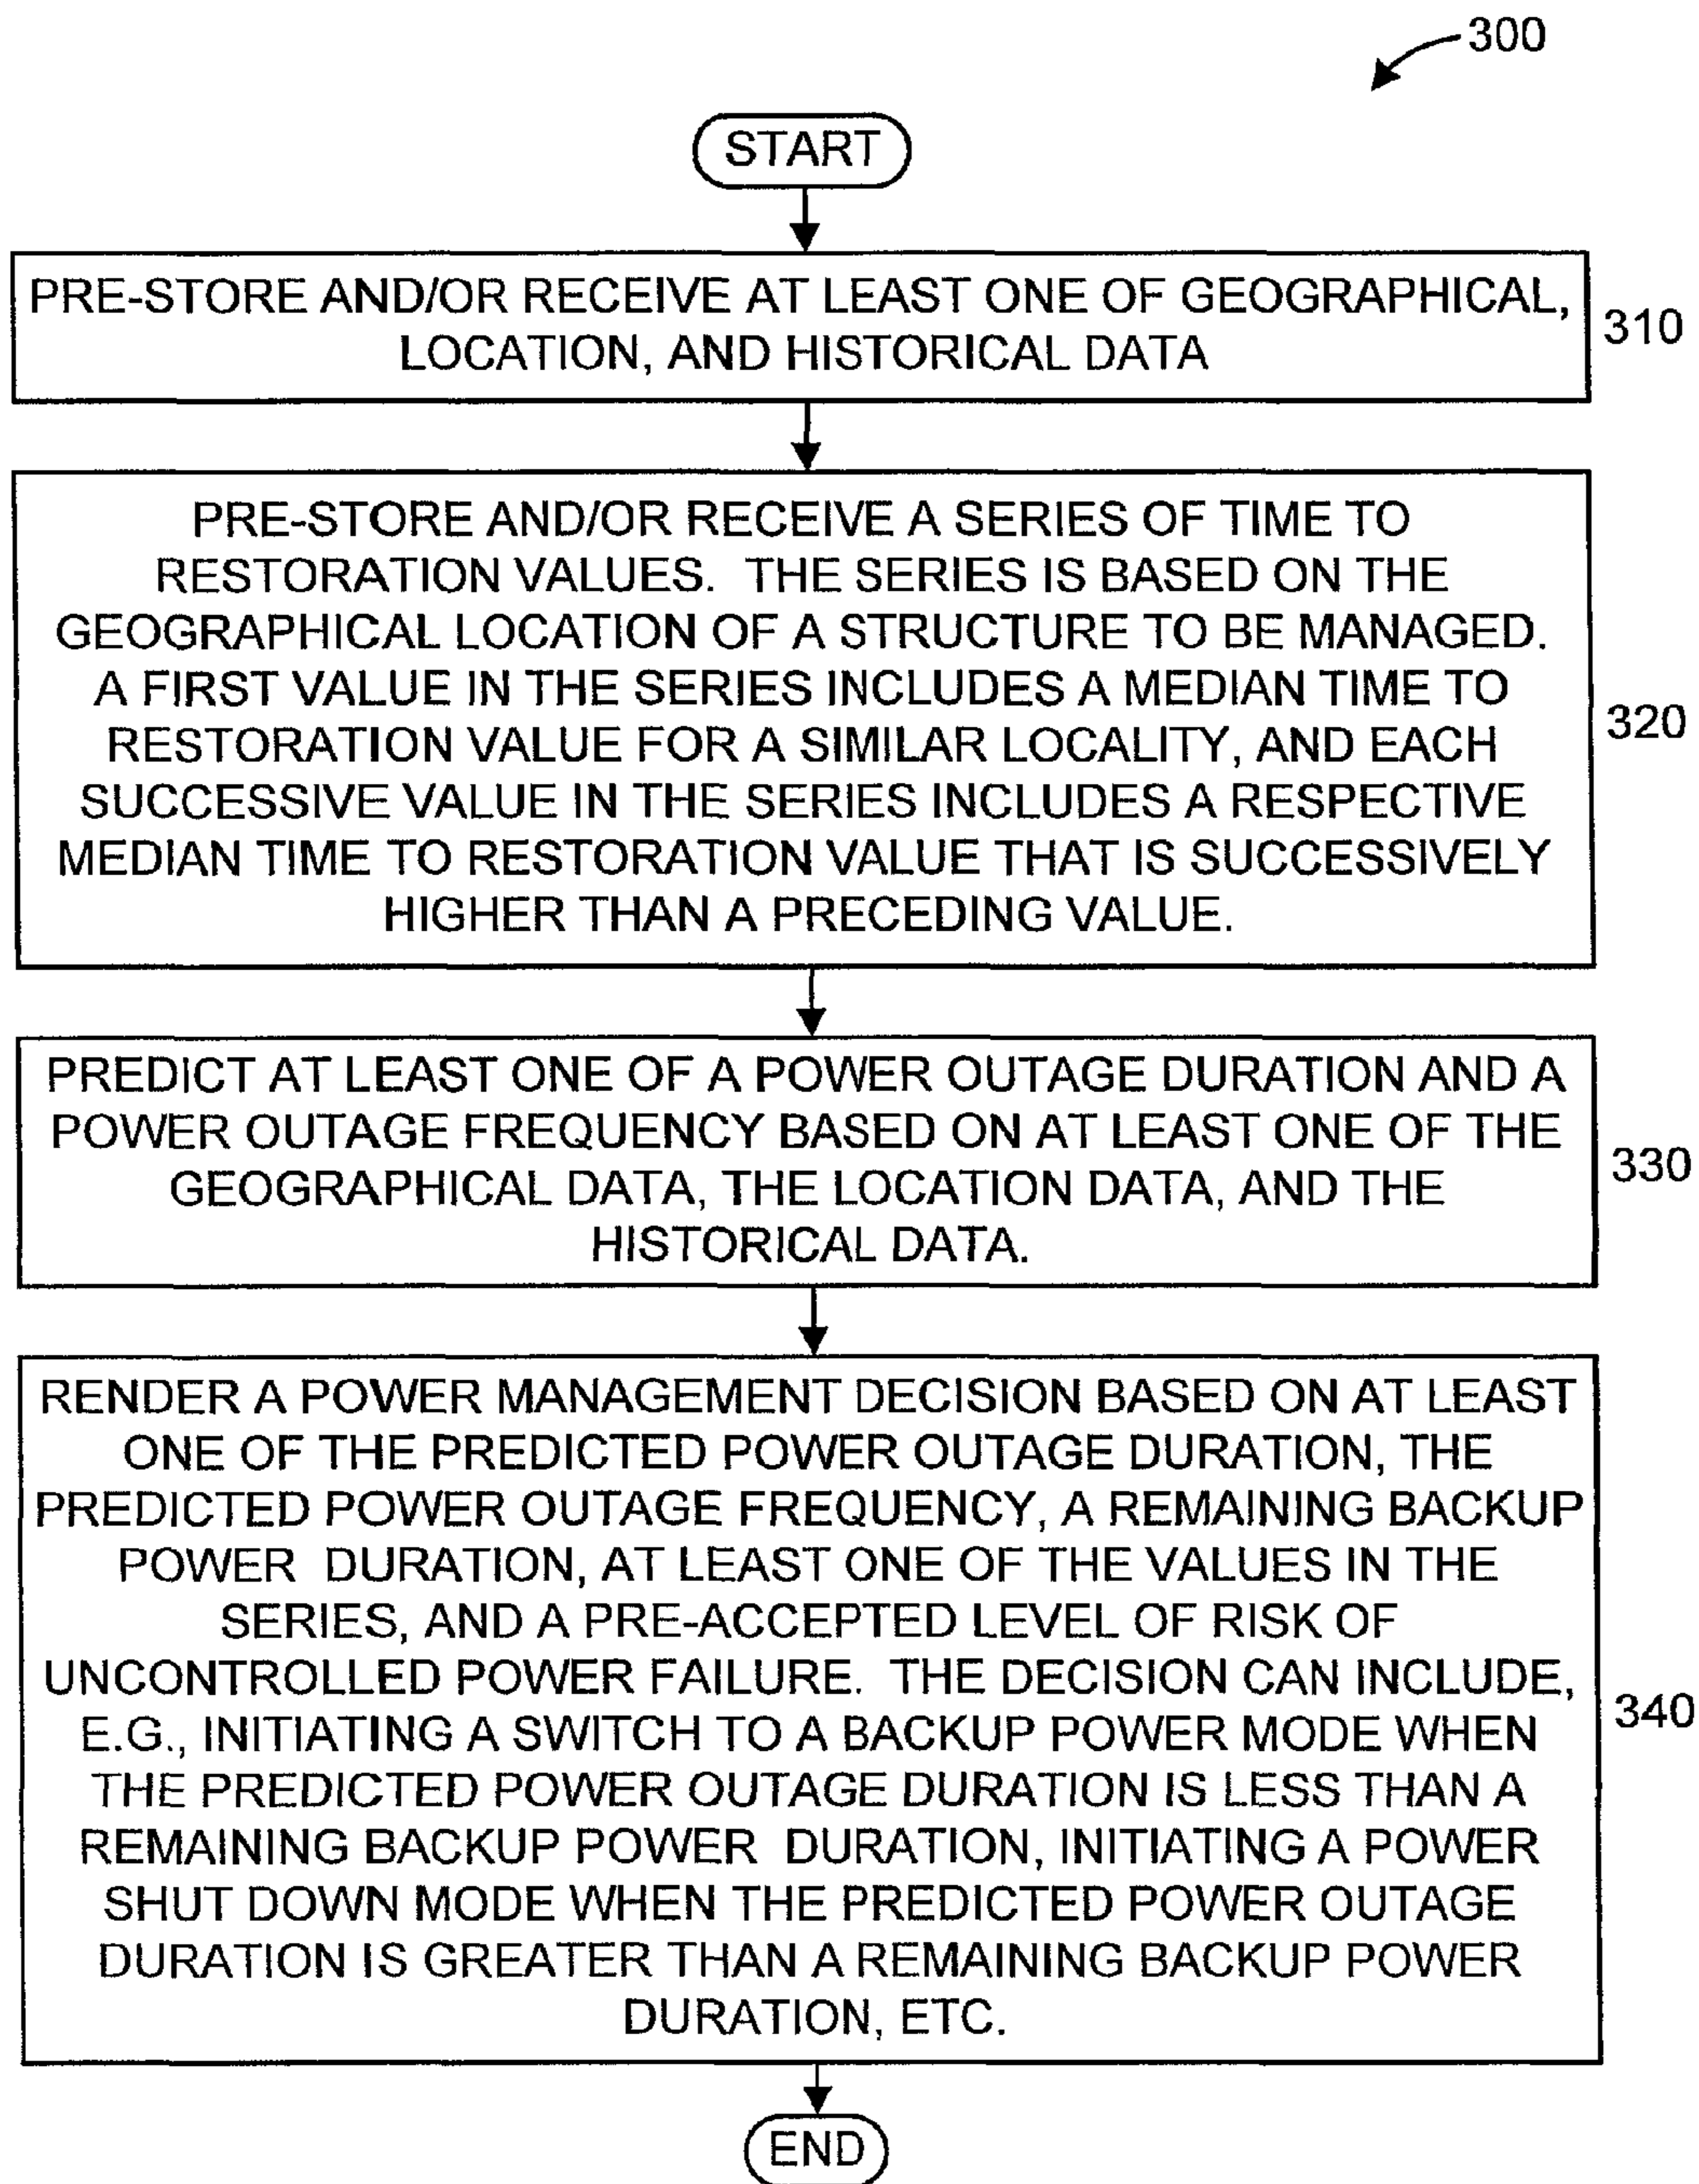 300
START
PRE-STORE AND/OR RECEIVE AT LEAST ONE OF GEOGRAPHICAL,
LOCATION, AND HISTORICAL DATA
310
PRE-STORE AND/OR RECEIVE A SERIES OF TIME TO
RESTORATION VALUES. THE SERIES IS BASED ON THE
GEOGRAPHICAL LOCATION OF A STRUCTURE TO BE MANAGED.
A FIRST VALUE IN THE SERIES INCLUDES A MEDIAN TIME TO
RESTORATION VALUE FOR A SIMILAR LOCALITY, AND EACH
SUCCESSIVE VALUE IN THE SERIES INCLUDES A RESPECTIVE
MEDIAN TIME TO RESTORATION VALUE THAT IS SUCCESSIVELY
HIGHER THAN A PRECEDING VALUE.
320
PREDICT AT LEAST ONE OF A POWER OUTAGE DURATION AND A
POWER OUTAGE FREQUENCY BASED ON AT LEAST ONE OF THE
GEOGRAPHICAL DATA, THE LOCATION DATA, AND THE
HISTORICAL DATA.
330
RENDER A POWER MANAGEMENT DECISION BASED ON AT LEAST
ONE OF THE PREDICTED POWER OUTAGE DURATION, THE
PREDICTED POWER OUTAGE FREQUENCY, A REMAINING BACKUP
POWER DURATION, AT LEAST ONE OF THE VALUES IN THE
SERIES, AND A PRE-ACCEPTED LEVEL OF RISK OF
UNCONTROLLED POWER FAILURE. THE DECISION CAN INCLUDE,
E.G., INITIATING A SWITCH TO A BACKUP POWER MODE WHEN
THE PREDICTED POWER OUTAGE DURATION IS LESS THAN A
REMAINING BACKUP POWER DURATION, INITIATING A POWER
SHUT DOWN MODE WHEN THE PREDICTED POWER OUTAGE
DURATION IS GREATER THAN A REMAINING BACKUP POWER
DURATION, ETC.
340
END